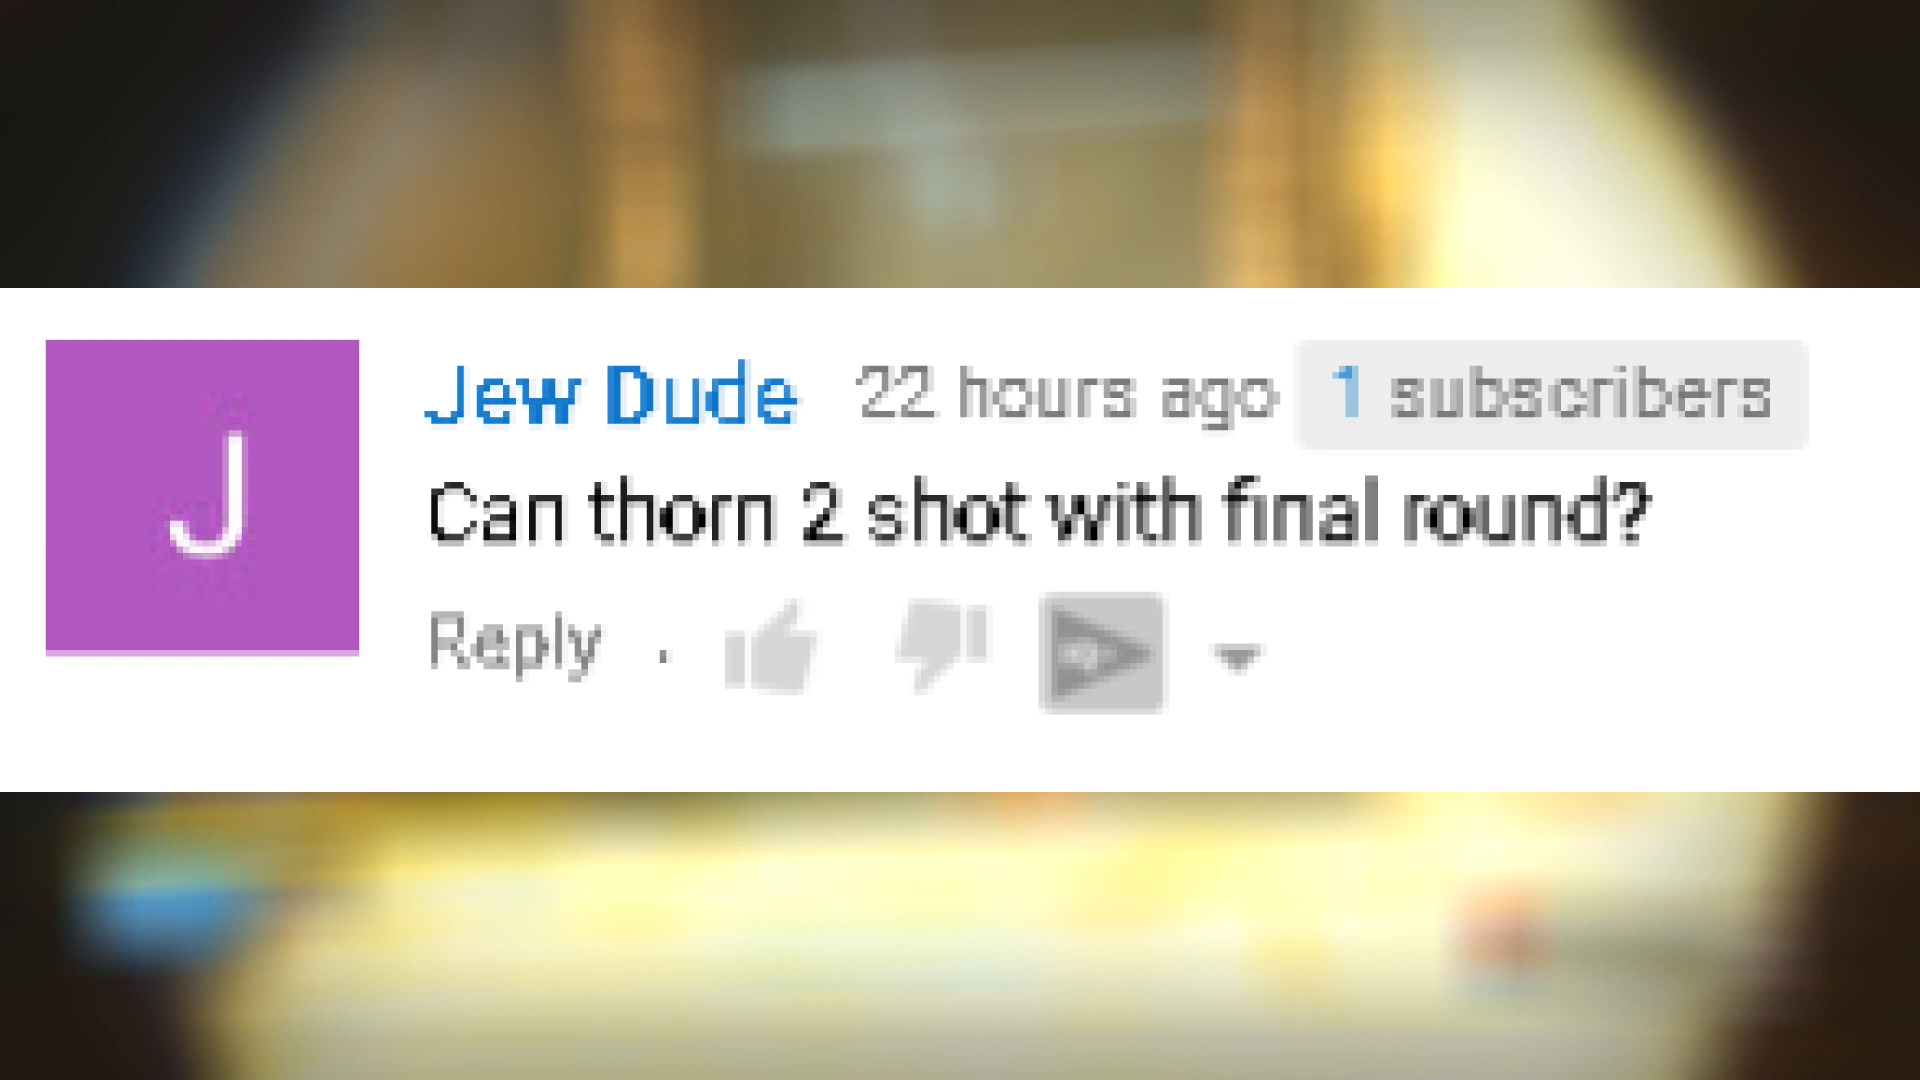 J
Jew Dude 22 hours ago 1 subscribers
Can thorn 2 shot with final round?
Reply ·